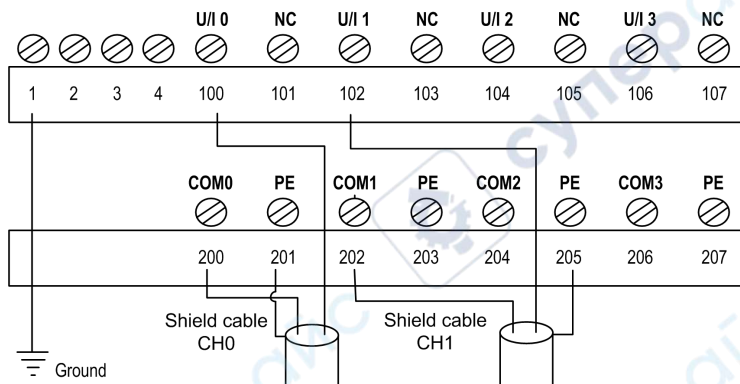 U/I 0 NC U/I 1 NC U/I 2 NC U/I 3 NC
1 2 3 4 100 101 102 103 104 105 106 107
COM0 PE COM1 PE COM2 PE COM3 PE
200 201 202 203 204 205 206 207
Shield cable CH0
Shield cable CH1
Ground
супер